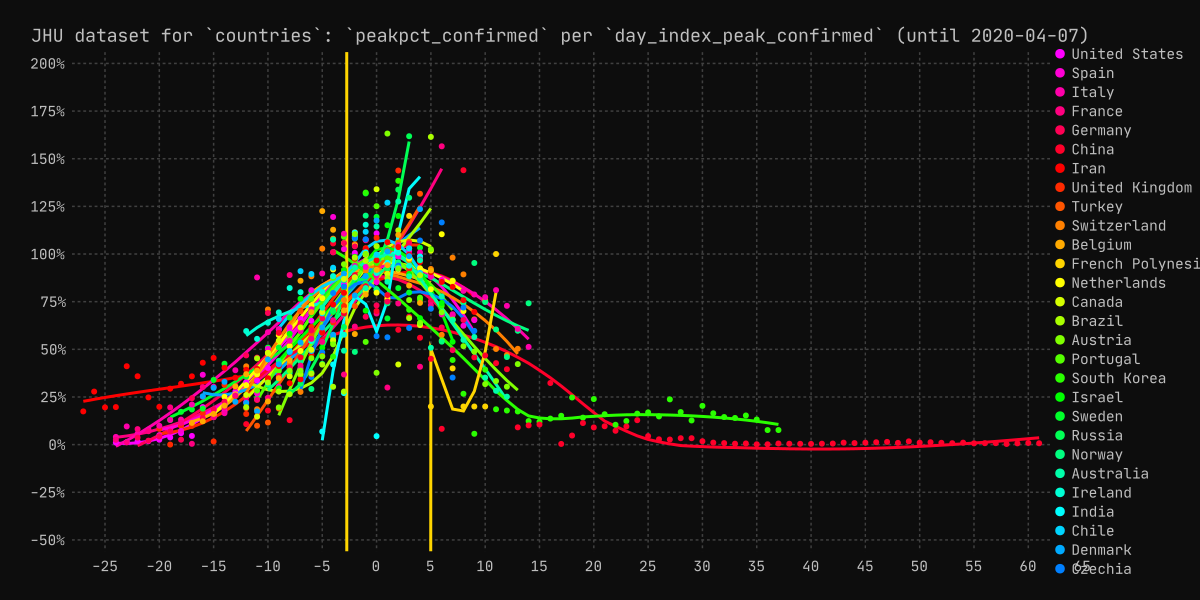 JHU dataset for `countries`: `peakpct_confirmed` per `day_index_peak_confirmed` (until 2020-04-07)
200%
175%
150%
125%
100%
75%
50%
25%
0%
-25%
-50%
-25 -20 -15 -10 -5 0 5 10 15 20 25 30 35 40 45 50 55 60 65
United States
Spain
Italy
France
Germany
China
Iran
United Kingdom
Turkey
Switzerland
Belgium
French Polynesi
Netherlands
Canada
Brazil
Austria
Portugal
South Korea
Israel
Sweden
Russia
Norway
Australia
Ireland
India
Chile
Denmark
Czechia